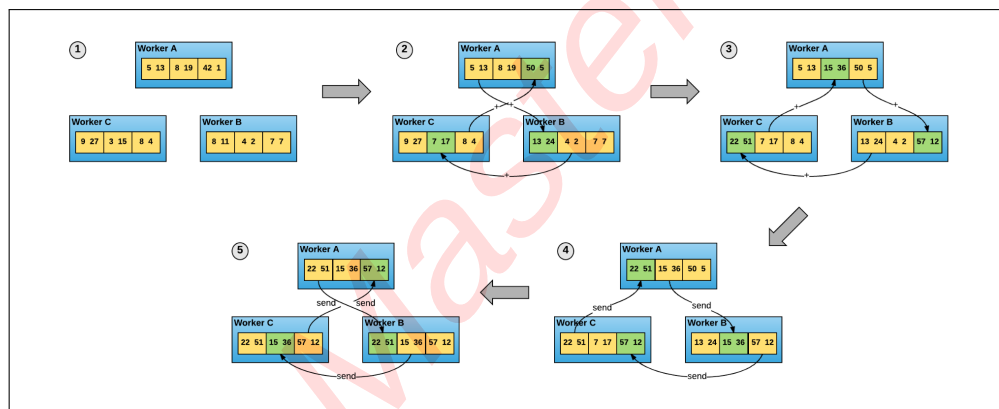 1
Worker A
5 13 8 19 42 1
Worker C
9 27 3 15 8 4
Worker B
8 11 4 2 7 7
2
Worker A
5 13 8 19 50 5
+ +
Worker C
9 27 7 17 8 4
Worker B
13 24 4 2 7 7
+
3
Worker A
5 13 15 36 50 5
+ +
Worker C
22 51 7 17 8 4
Worker B
13 24 4 2 57 12
+
4
Worker A
22 51 15 36 50 5
send send
Worker C
22 51 7 17 57 12
Worker B
13 24 15 36 57 12
send
5
Worker A
22 51 15 36 57 12
send send
Worker C
22 51 15 36 57 12
Worker B
22 51 15 36 57 12
send
Master